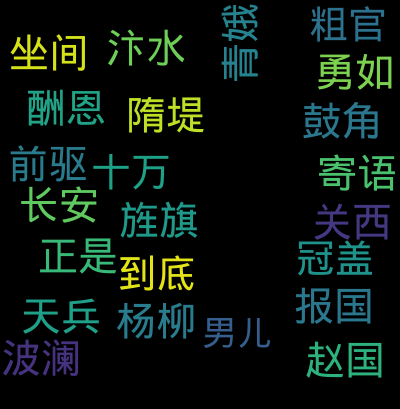 粗官
青娥
坐间
汴水
勇如
酬恩
隋堤
鼓角
前驱
十万
寄语
长安
旌旗
关西
正是
冠盖
到底
天兵
杨柳
报国
男儿
波澜
赵国